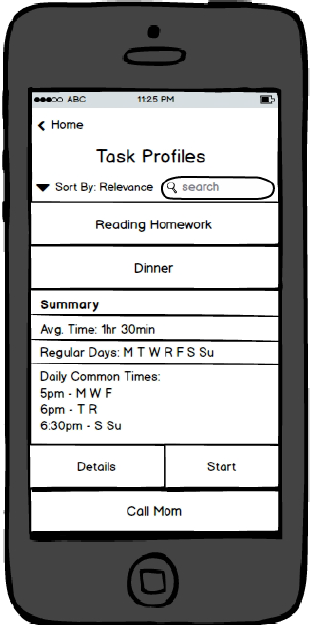 ABC 11:25 PM
Home
Task Profiles
Sort By: Relevance search
Reading Homework
Dinner
Summary
Avg. Time: 1hr 30min
Regular Days: M T W R F S Su
Daily Common Times:
5pm - M W F
6pm - T R
6:30pm - S Su
Details Start
Call Mom